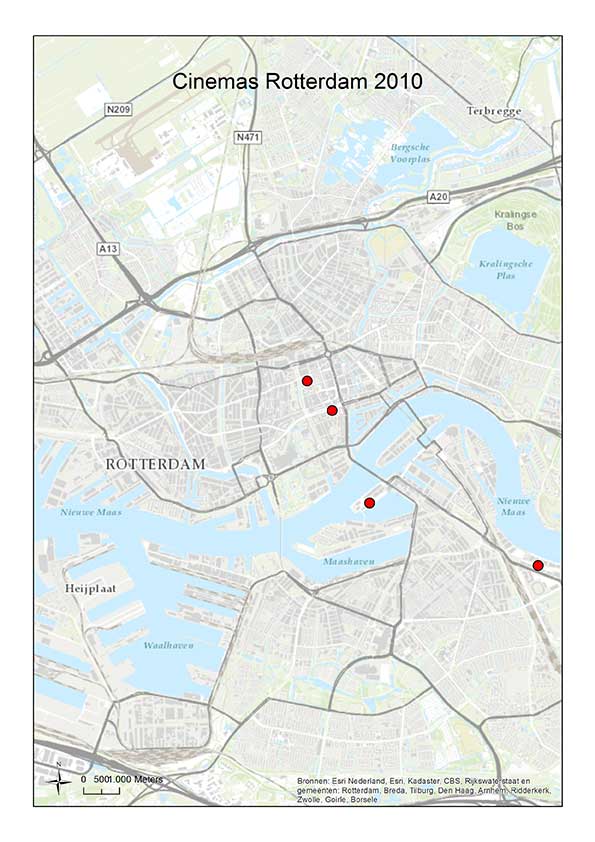 Cinemas Rotterdam 2010
N209
Terbregge
N471
Bergsche
Voorplas
A20
Kralingse
Bos
A13
Kralingsche
Plas
ROTTERDAM
Nieuwe Maas
Nieuwe
Maas
Maashaven
Heijplaat
Waalhaven
N
0 5001.000 Meters
Bronnen: Esri Nederland, Esri, Kadaster, CBS, Rijkswaterstaat en
gemeenten: Rotterdam, Breda, Tilburg, Den Haag, Arnhem, Ridderkerk,
Zwolle, Goirle, Borsele